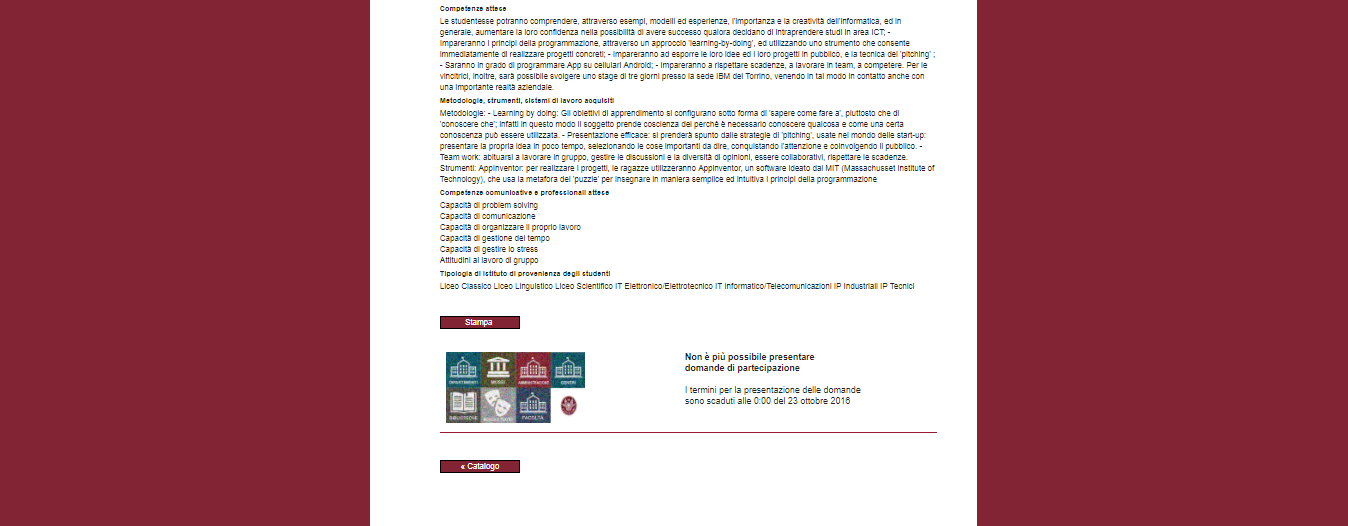 Competenze attese
Le studentesse potranno comprendere, attraverso esempi, modelli ed esperienze, l'importanza e la creatività dell'informatica, ed in
generale, aumentare la loro confidenza nella possibilità di avere successo qualora decidano di intraprendere studi in area ICT; -
Impareranno i principi della programmazione, attraverso un approccio 'learning-by-doing', ed utilizzando uno strumento che consente
immediatamente di realizzare progetti concreti; - Impareranno ad esporre le loro idee ed i loro progetti in pubblico, e la tecnica del 'pitching' ;
- Saranno in grado di programmare App su cellulari Android; - Impareranno a rispettare scadenze, a lavorare in team, a competere. Per le
vincitrici, inoltre, sarà possibile svolgere uno stage di tre giorni presso la sede IBM del Torrino, venendo in tal modo in contatto anche con
una importante realtà aziendale.
Metodologie, strumenti, sistemi di lavoro acquisiti
Metodologie: - Learning by doing: Gli obiettivi di apprendimento si configurano sotto forma di 'sapere come fare a', piuttosto che di
'conoscere che'; infatti in questo modo il soggetto prende coscienza del perchè è necessario conoscere qualcosa e come una certa
conoscenza può essere utilizzata. - Presentazione efficace: si prenderà spunto dalle strategie di 'pitching', usate nel mondo delle start-up:
presentare la propria idea in poco tempo, selezionando le cose importanti da dire, conquistando l'attenzione e coinvolgendo il pubblico. -
Team work: abituarsi a lavorare in gruppo, gestire le discussioni e la diversità di opinioni, essere collaborativi, rispettare le scadenze.
Strumenti: AppInventor: per realizzare i progetti, le ragazze utilizzeranno AppInventor, un software ideato dal MIT (Massachusset Institute of
Technology), che usa la metafora del 'puzzle' per insegnare in maniera semplice ed intuitiva i principi della programmazione
Competenze comunicative e professionali attese
Capacità di problem solving
Capacità di comunicazione
Capacità di organizzare il proprio lavoro
Capacità di gestione del tempo
Capacità di gestire lo stress
Attitudini al lavoro di gruppo
Tipologia di istituto di provenienza degli studenti
Liceo Classico Liceo Linguistico Liceo Scientifico IT Elettronico/Elettrotecnico IT Informatico/Telecomunicazioni IP Industriali IP Tecnici
Stampa
DIPARTIMENTI MUSEI AMMINISTRAZIONE CENTRI
BIBLIOTECHE FACOLTÀ
Non è più possibile presentare
domande di partecipazione
I termini per la presentazione delle domande
sono scaduti alle 0:00 del 23 ottobre 2016
« Catalogo